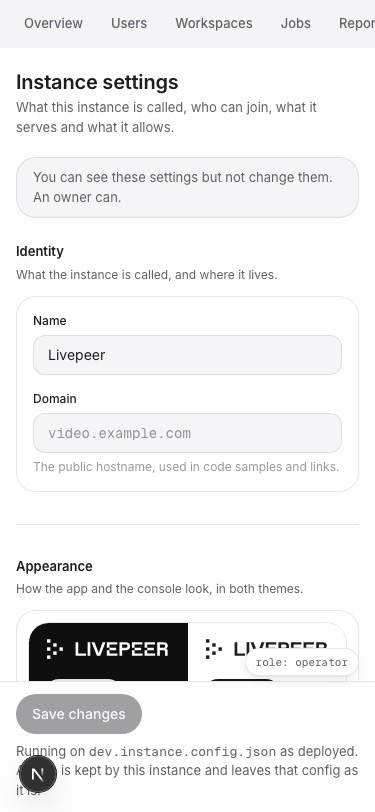 Overview Users Workspaces Jobs Repor
Instance settings
What this instance is called, who can join, what it
serves and what it allows.
You can see these settings but not change them.
An owner can.
Identity
What the instance is called, and where it lives.
Name
Livepeer
Domain
video.example.com
The public hostname, used in code samples and links.
Appearance
How the app and the console look, in both themes.
LIVEPEER LIVEPEER
role: operator
Save changes
Running on dev.instance.config.json as deployed.
N is kept by this instance and leaves that config as
it is.